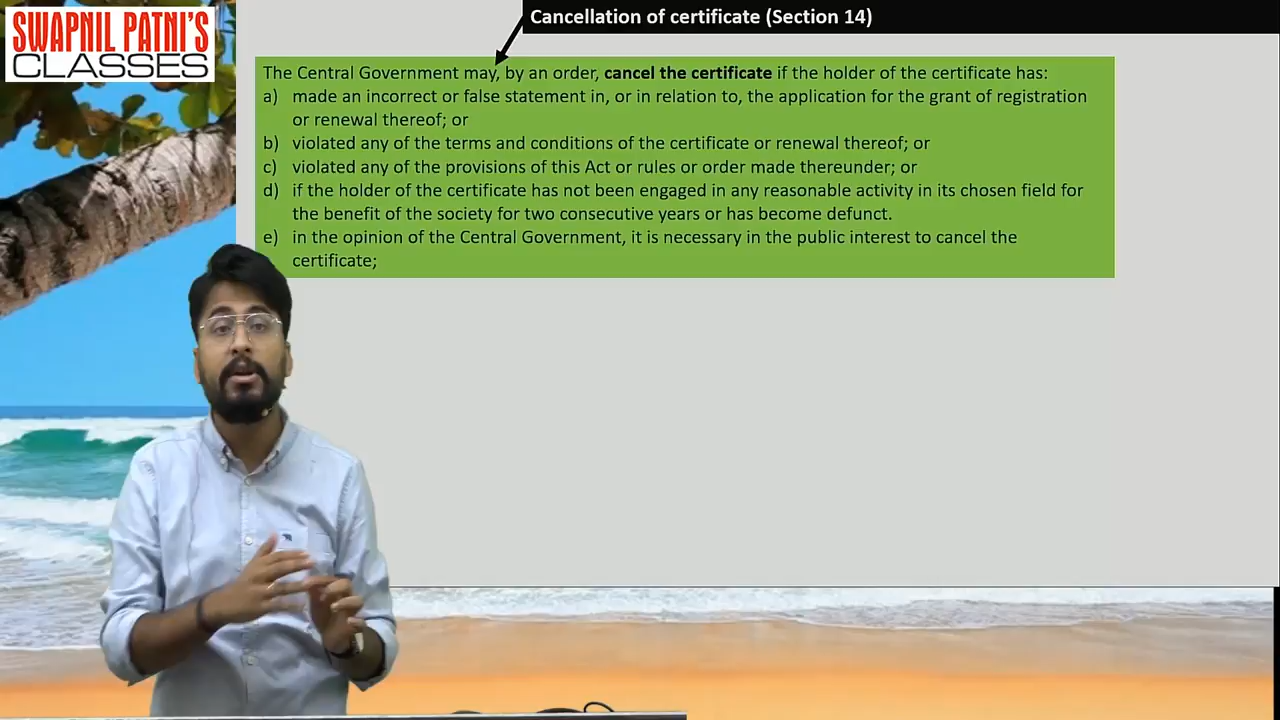 SWAPNIL PATNI'S
CLASSES
Cancellation of certificate (Section 14)
The Central Government may, by an order, cancel the certificate if the holder of the certificate has:
a) made an incorrect or false statement in, or in relation to, the application for the grant of registration
or renewal thereof; or
b) violated any of the terms and conditions of the certificate or renewal thereof; or
c) violated any of the provisions of this Act or rules or order made thereunder; or
d) if the holder of the certificate has not been engaged in any reasonable activity in its chosen field for
the benefit of the society for two consecutive years or has become defunct.
e) in the opinion of the Central Government, it is necessary in the public interest to cancel the
certificate;